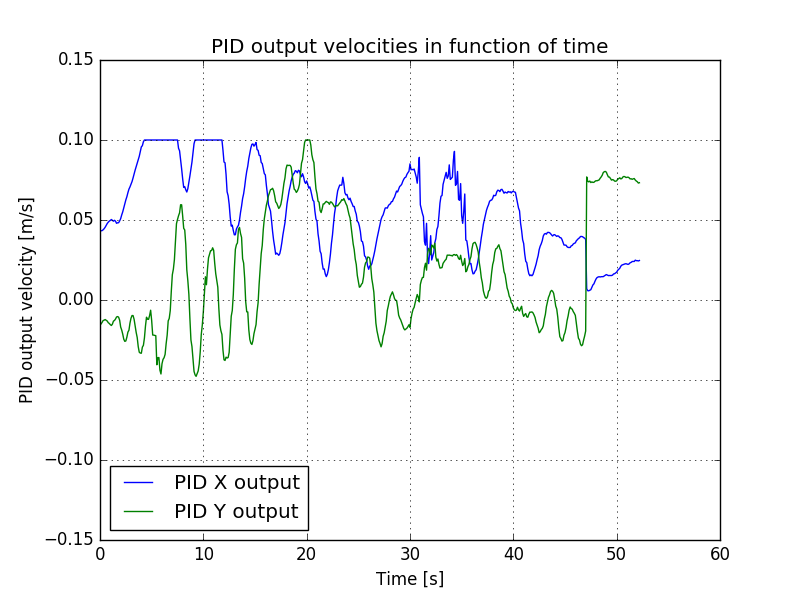 PID output velocities in function of time
PID output velocity [m/s]
0.15
0.10
0.05
0.00
−0.05
−0.10
−0.15
PID X output
PID Y output
0 10 20 30 40 50 60
Time [s]